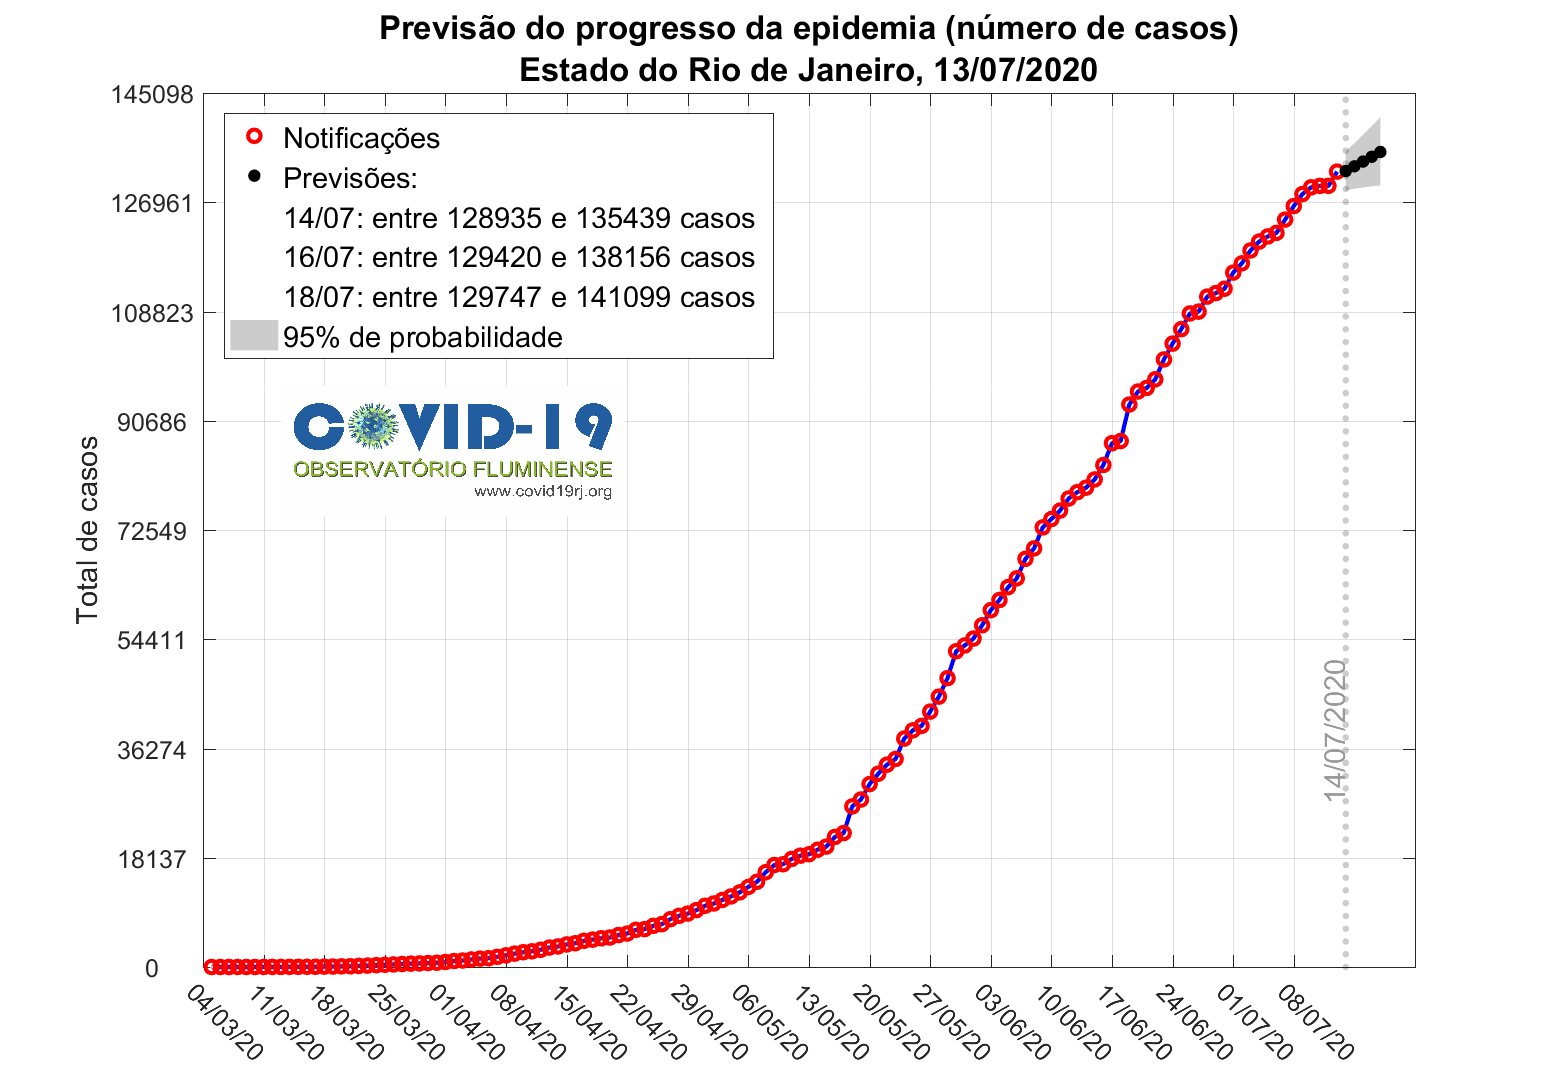 Previsão do progresso da epidemia (número de casos)
Estado do Rio de Janeiro, 13/07/2020
145098
126961
108823
90686
72549
54411
36274
18137
0
Total de casos
Notificações
Previsões:
14/07: entre 128935 e 135439 casos
16/07: entre 129420 e 138156 casos
18/07: entre 129747 e 141099 casos
95% de probabilidade
COVID-19
OBSERVATÓRIO FLUMINENSE
www.covid19rj.org
14/07/2020
04/03/20
11/03/20
18/03/20
25/03/20
01/04/20
08/04/20
15/04/20
22/04/20
29/04/20
06/05/20
13/05/20
20/05/20
27/05/20
03/06/20
10/06/20
17/06/20
24/06/20
01/07/20
08/07/20